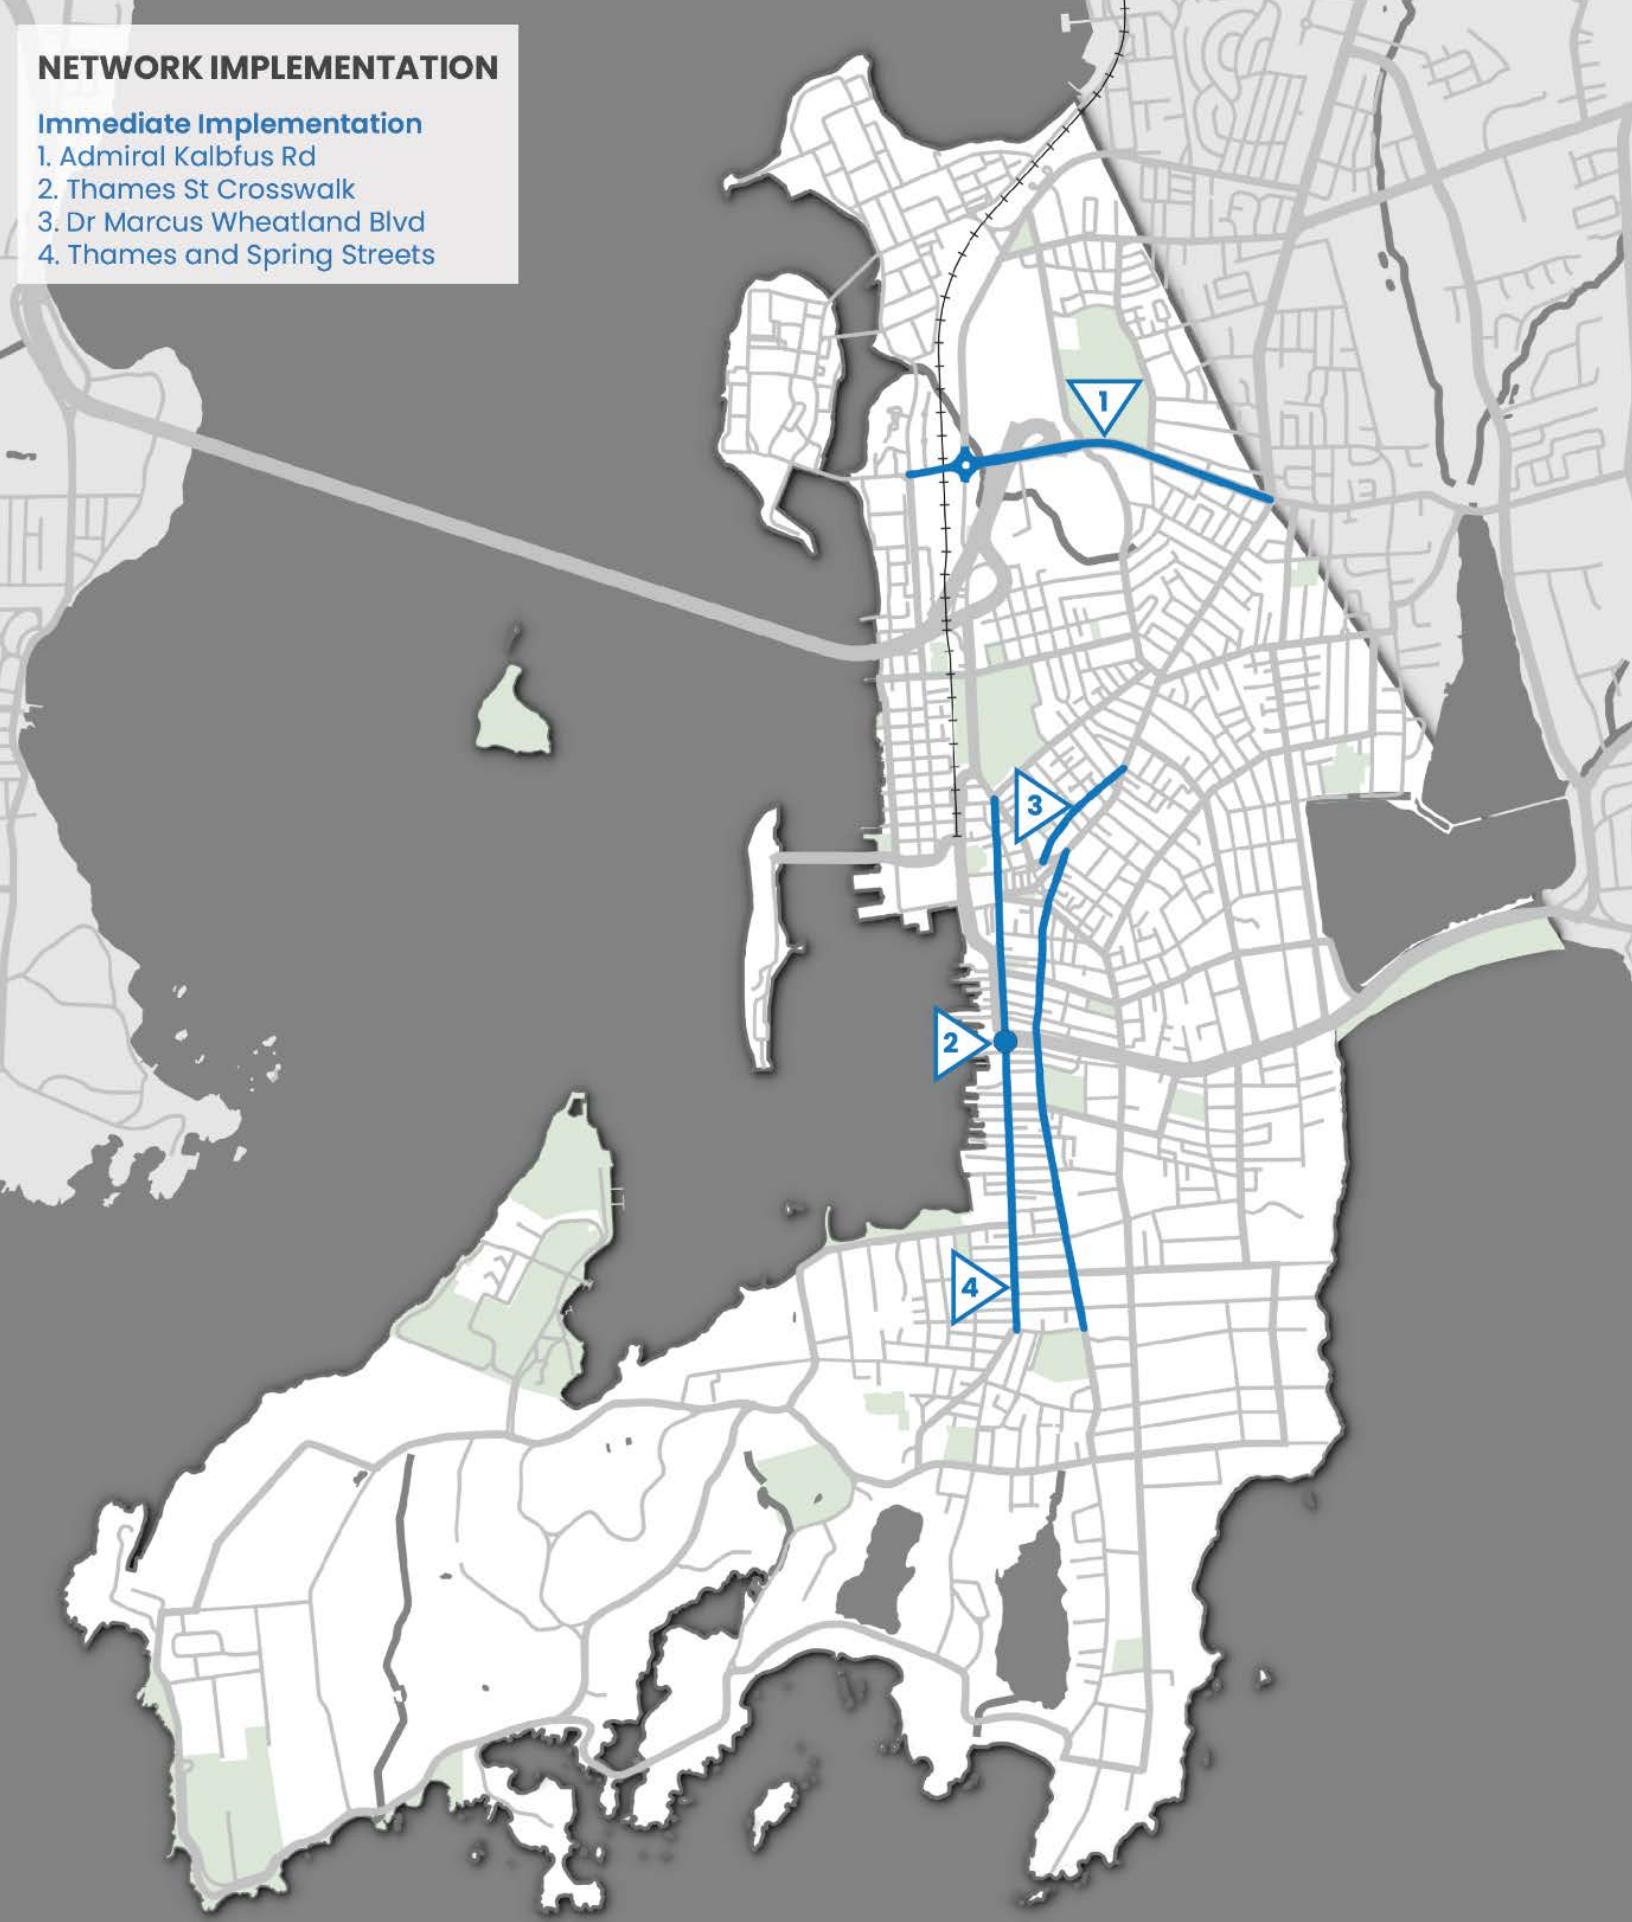 NETWORK IMPLEMENTATION
Immediate Implementation
1. Admiral Kalbfus Rd
2. Thames St Crosswalk
3. Dr Marcus Wheatland Blvd
4. Thames and Spring Streets
1
3
2
4